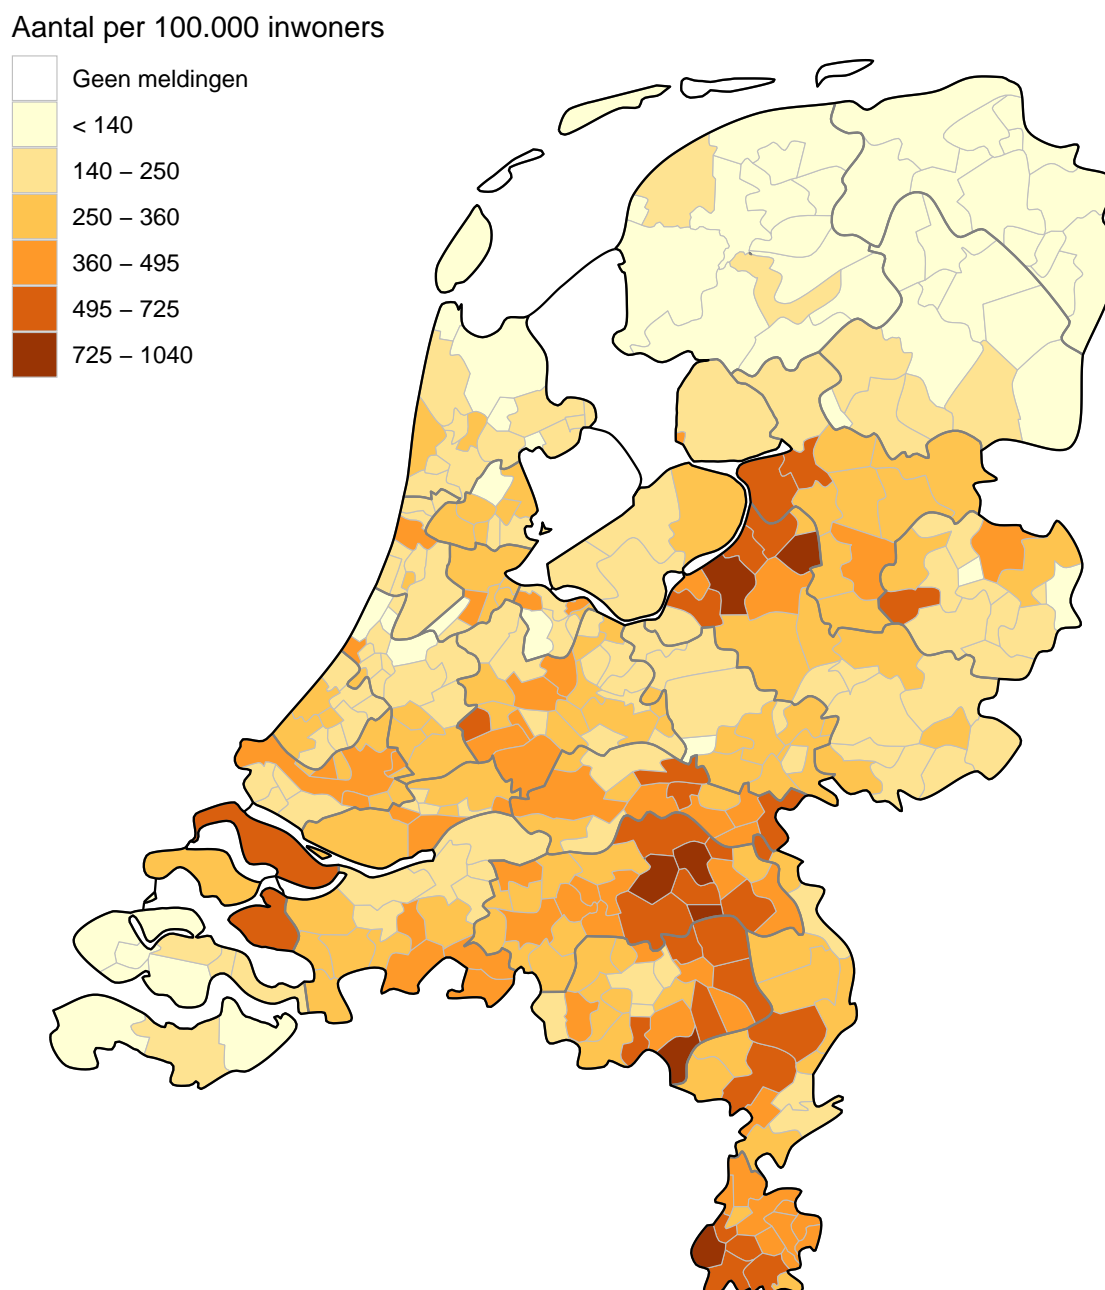 Aantal per 100.000 inwoners
Geen meldingen
< 140
140 – 250
250 – 360
360 – 495
495 – 725
725 – 1040